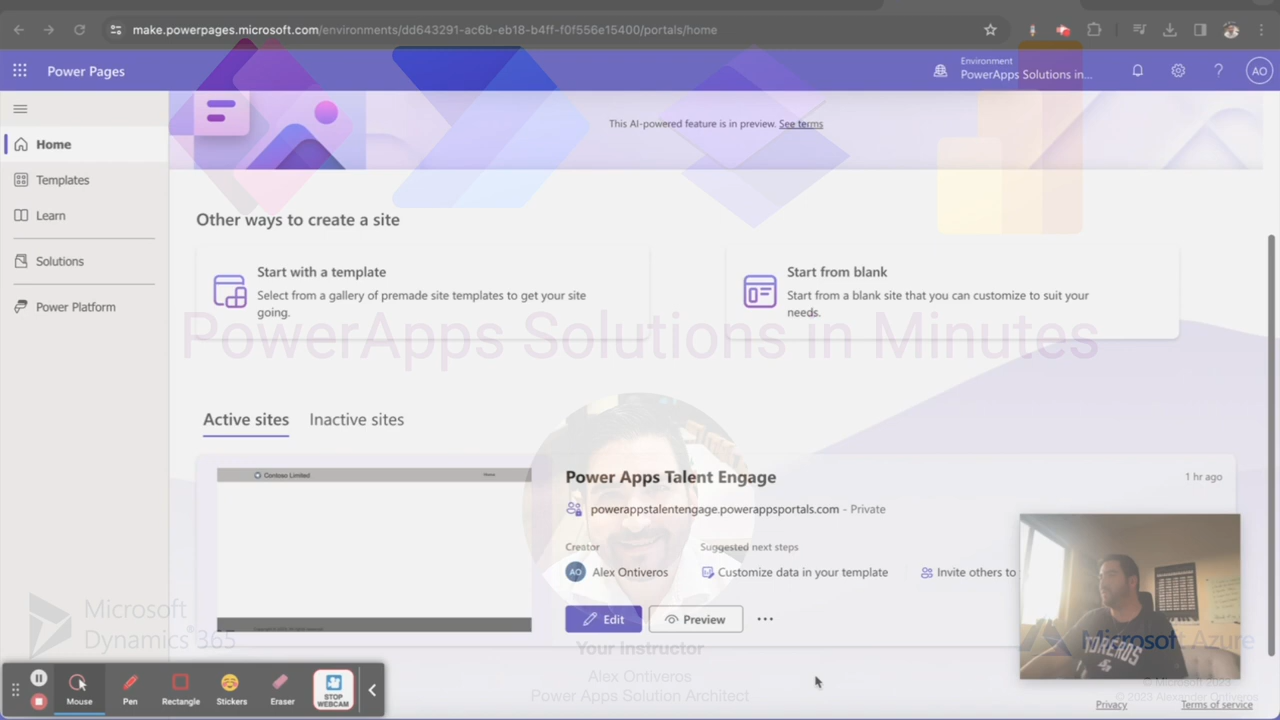 make.powerpages.microsoft.com/environments/dd643291-ac6b-eb18-b4ff-f0f556e15400/portals/home
Power Pages
Environment
PowerApps Solutions in...
AO
This AI-powered feature is in preview. See terms
Home
Templates
Learn
Solutions
Power Platform
Other ways to create a site
Start with a template
Select from a gallery of premade site templates to get your site
going.
Start from blank
Start from a blank site that you can customize to suit your
needs.
PowerApps Solutions in Minutes
Active sites
Inactive sites
Contoso Limited
Power Apps Talent Engage
1 hr ago
powerappstalentengage.powerappsportals.com - Private
Creator
Suggested next steps
AO
Alex Ontiveros
Customize data in your template
Invite others to
Edit
Preview
Microsoft
Dynamics® 365
Microsoft Azure
TOREROS
Your Instructor
Alex Ontiveros
Power Apps Solution Architect
Mouse
Pen
Rectangle
Stickers
Eraser
STOP
WEBCAM
© Microsoft 2023
© 2023 Alexander Ontiveros
Privacy
Terms of service